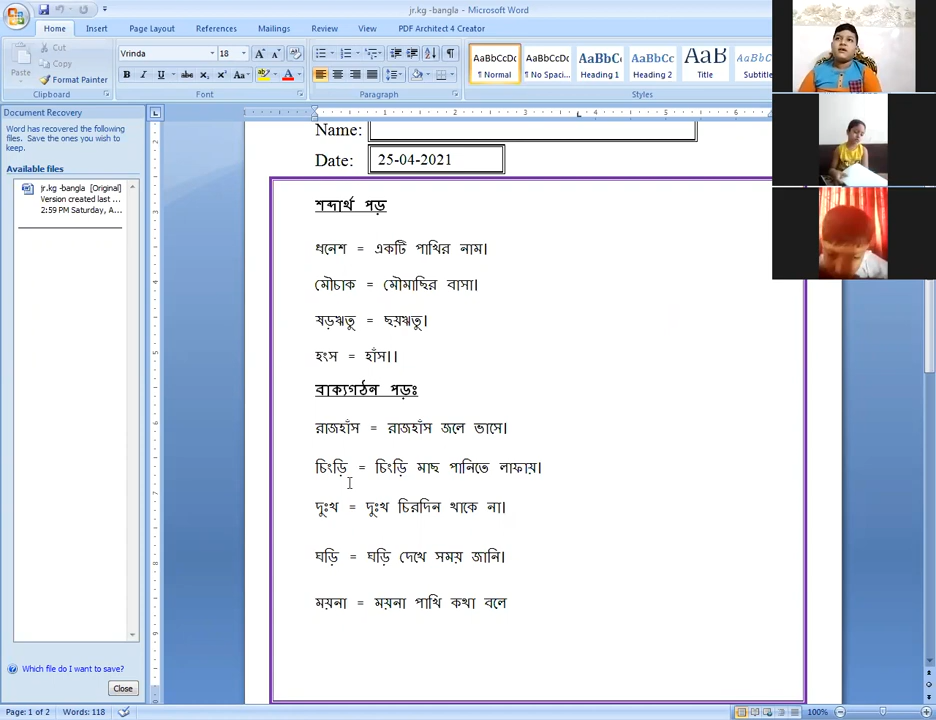 jr.kg -bangla - Microsoft Word
Home Insert Page Layout References Mailings Review View PDF Architect 4 Creator
Paste
Cut
Copy
Format Painter
Clipboard
Vrinda 18
Font
Paragraph
AaBbCcDc AaBbCcDc AaBbC AaBbCc AaB AaBbCc
¶ Normal ¶ No Spaci... Heading 1 Heading 2 Title Subtitle
Styles
Document Recovery
Word has recovered the following
files. Save the ones you wish to
keep.
Available files
jr.kg -bangla [Original]
Version created last ...
2:59 PM Saturday, A...
Which file do I want to save?
Close
Name:
Date: 25-04-2021
শব্দার্থ পড়
ধনেশ = একটি পাখির নাম।
মৌচাক = মৌমাছির বাসা।
ষড়ঋতু = ছয়ঋতু।
হংস = হাঁস।।
বাক্যগঠন পড়ঃ
রাজহাঁস = রাজহাঁস জলে ভাসে।
চিংড়ি = চিংড়ি মাছ পানিতে লাফায়।
দুঃখ = দুঃখ চিরদিন থাকে না।
ঘড়ি = ঘড়ি দেখে সময় জানি।
ময়না = ময়না পাখি কথা বলে
Page: 1 of 2 Words: 118 100%